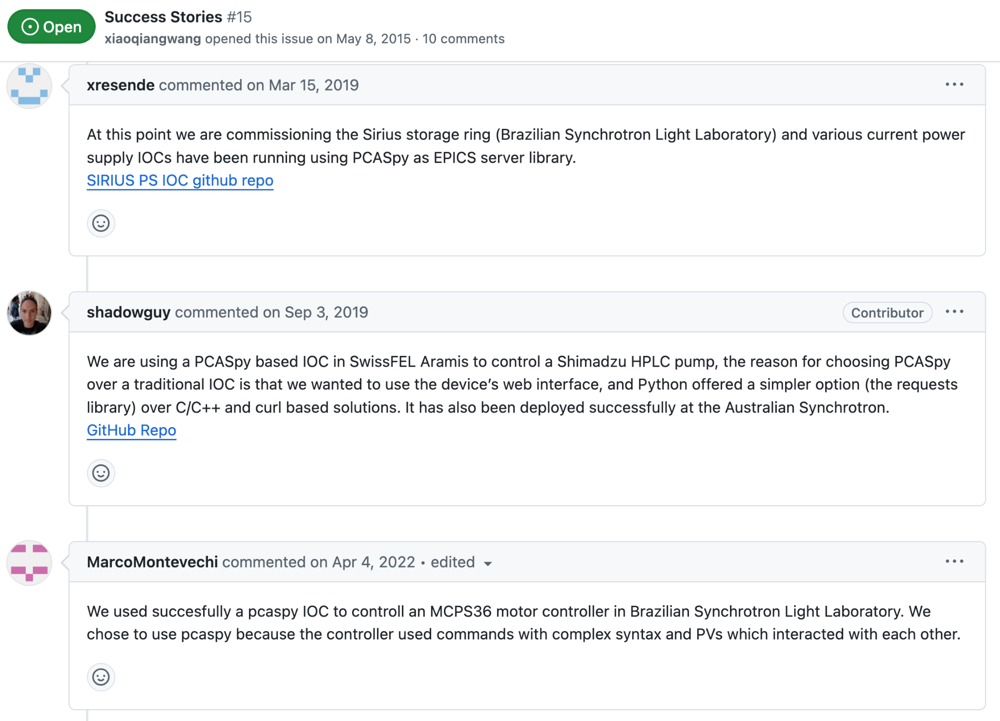 Open
Success Stories #15
xiaoqiangwang opened this issue on May 8, 2015 · 10 comments
xresende commented on Mar 15, 2019
At this point we are commissioning the Sirius storage ring (Brazilian Synchrotron Light Laboratory) and various current power
supply IOCs have been running using PCASpy as EPICS server library.
SIRIUS PS IOC github repo
shadowguy commented on Sep 3, 2019
Contributor
We are using a PCASpy based IOC in SwissFEL Aramis to control a Shimadzu HPLC pump, the reason for choosing PCASpy
over a traditional IOC is that we wanted to use the device’s web interface, and Python offered a simpler option (the requests
library) over C/C++ and curl based solutions. It has also been deployed successfully at the Australian Synchrotron.
GitHub Repo
MarcoMontevechi commented on Apr 4, 2022 • edited
We used succesfully a pcaspy IOC to controll an MCPS36 motor controller in Brazilian Synchrotron Light Laboratory. We
chose to use pcaspy because the controller used commands with complex syntax and PVs which interacted with each other.